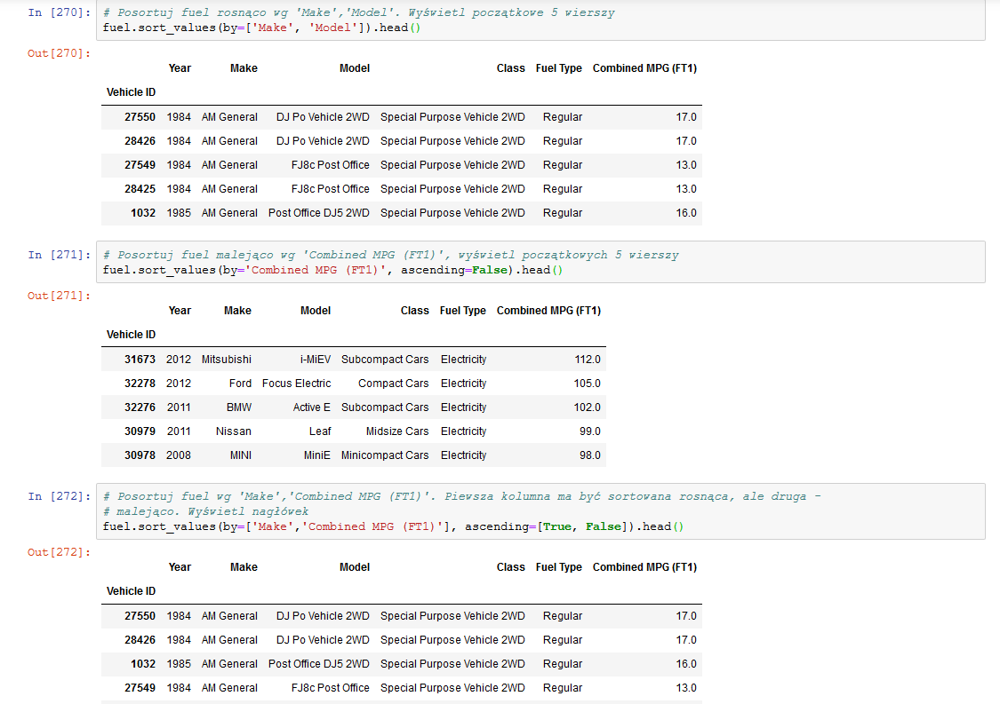 In [270]: # Posortuj fuel rosnąco wg 'Make','Model'. Wyświetl początkowe 5 wierszy
fuel.sort_values(by=['Make', 'Model']).head()
Out[270]:
Year Make Model Class Fuel Type Combined MPG (FT1)
Vehicle ID
27550 1984 AM General DJ Po Vehicle 2WD Special Purpose Vehicle 2WD Regular 17.0
28426 1984 AM General DJ Po Vehicle 2WD Special Purpose Vehicle 2WD Regular 17.0
27549 1984 AM General FJ8c Post Office Special Purpose Vehicle 2WD Regular 13.0
28425 1984 AM General FJ8c Post Office Special Purpose Vehicle 2WD Regular 13.0
1032 1985 AM General Post Office DJ5 2WD Special Purpose Vehicle 2WD Regular 16.0
In [271]: # Posortuj fuel malejąco wg 'Combined MPG (FT1)', wyświetl początkowych 5 wierszy
fuel.sort_values(by='Combined MPG (FT1)', ascending=False).head()
Out[271]:
Year Make Model Class Fuel Type Combined MPG (FT1)
Vehicle ID
31673 2012 Mitsubishi i-MiEV Subcompact Cars Electricity 112.0
32278 2012 Ford Focus Electric Compact Cars Electricity 105.0
32276 2011 BMW Active E Subcompact Cars Electricity 102.0
30979 2011 Nissan Leaf Midsize Cars Electricity 99.0
30978 2008 MINI MiniE Minicompact Cars Electricity 98.0
In [272]: # Posortuj fuel wg 'Make','Combined MPG (FT1)'. Piewsza kolumna ma być sortowana rosnąca, ale druga -
# malejąco. Wyświetl nagłówek
fuel.sort_values(by=['Make','Combined MPG (FT1)'], ascending=[True, False]).head()
Out[272]:
Year Make Model Class Fuel Type Combined MPG (FT1)
Vehicle ID
27550 1984 AM General DJ Po Vehicle 2WD Special Purpose Vehicle 2WD Regular 17.0
28426 1984 AM General DJ Po Vehicle 2WD Special Purpose Vehicle 2WD Regular 17.0
1032 1985 AM General Post Office DJ5 2WD Special Purpose Vehicle 2WD Regular 16.0
27549 1984 AM General FJ8c Post Office Special Purpose Vehicle 2WD Regular 13.0